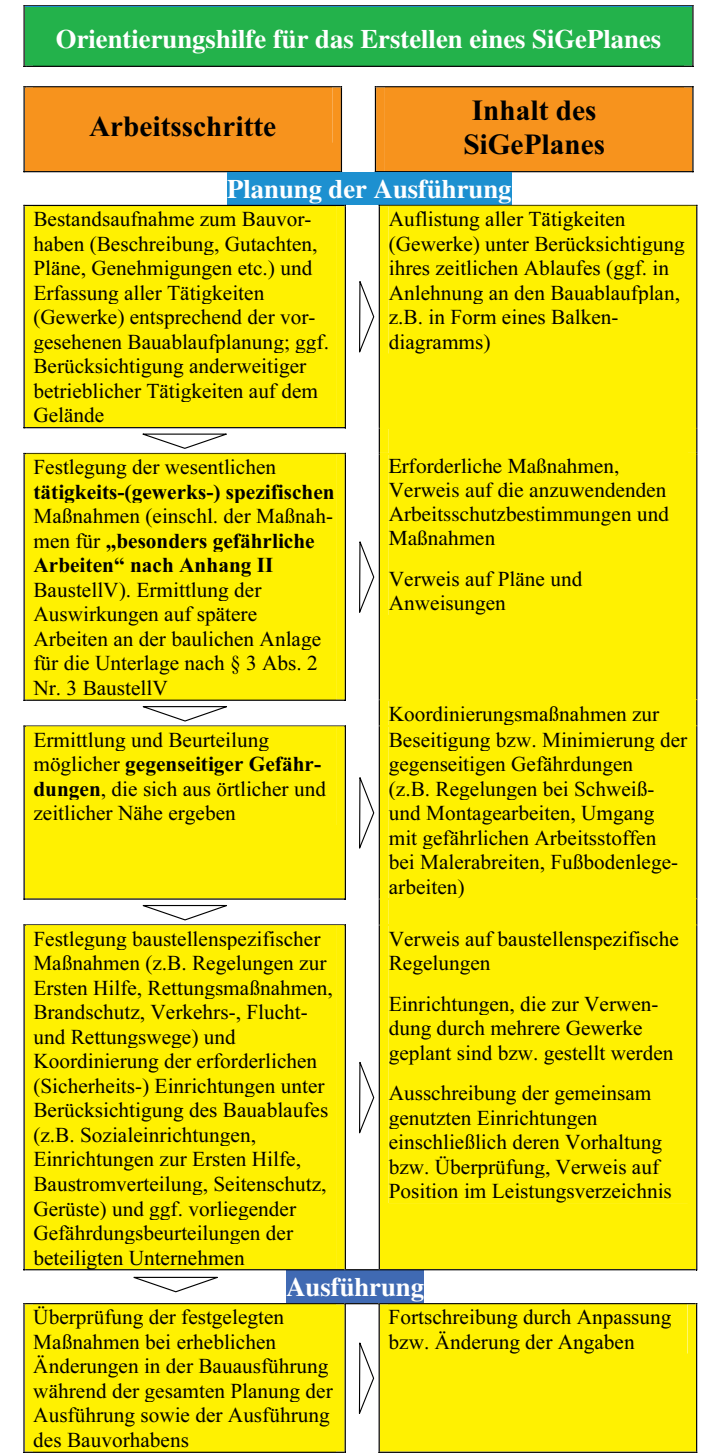 Orientierungshilfe für das Erstellen eines SiGePlanes
Arbeitsschritte
Inhalt des
SiGePlanes
Planung der Ausführung
Bestandsaufnahme zum Bauvor-
haben (Beschreibung, Gutachten,
Pläne, Genehmigungen etc.) und
Erfassung aller Tätigkeiten
(Gewerke) entsprechend der vor-
gesehenen Bauablaufplanung; ggf.
Berücksichtigung anderweitiger
betrieblicher Tätigkeiten auf dem
Gelände
Auflistung aller Tätigkeiten
(Gewerke) unter Berücksichtigung
ihres zeitlichen Ablaufes (ggf. in
Anlehnung an den Bauablaufplan,
z.B. in Form eines Balken-
diagramms)
Festlegung der wesentlichen
tätigkeits-(gewerks-) spezifischen
Maßnahmen (einschl. der Maßnah-
men für „besonders gefährliche
Arbeiten“ nach Anhang II
BaustellV). Ermittlung der
Auswirkungen auf spätere
Arbeiten an der baulichen Anlage
für die Unterlage nach § 3 Abs. 2
Nr. 3 BaustellV
Erforderliche Maßnahmen,
Verweis auf die anzuwendenden
Arbeitsschutzbestimmungen und
Maßnahmen
Verweis auf Pläne und
Anweisungen
Ermittlung und Beurteilung
möglicher gegenseitiger Gefähr-
dungen, die sich aus örtlicher und
zeitlicher Nähe ergeben
Koordinierungsmaßnahmen zur
Beseitigung bzw. Minimierung der
gegenseitigen Gefährdungen
(z.B. Regelungen bei Schweiß-
und Montagearbeiten, Umgang
mit gefährlichen Arbeitsstoffen
bei Malerabreiten, Fußbodenlege-
arbeiten)
Festlegung baustellenspezifischer
Maßnahmen (z.B. Regelungen zur
Ersten Hilfe, Rettungsmaßnahmen,
Brandschutz, Verkehrs-, Flucht-
und Rettungswege) und
Koordinierung der erforderlichen
(Sicherheits-) Einrichtungen unter
Berücksichtigung des Bauablaufes
(z.B. Sozialeinrichtungen,
Einrichtungen zur Ersten Hilfe,
Baustromverteilung, Seitenschutz,
Gerüste) und ggf. vorliegender
Gefährdungsbeurteilungen der
beteiligten Unternehmen
Verweis auf baustellenspezifische
Regelungen
Einrichtungen, die zur Verwen-
dung durch mehrere Gewerke
geplant sind bzw. gestellt werden
Ausschreibung der gemeinsam
genutzten Einrichtungen
einschließlich deren Vorhaltung
bzw. Überprüfung, Verweis auf
Position im Leistungsverzeichnis
Ausführung
Überprüfung der festgelegten
Maßnahmen bei erheblichen
Änderungen in der Bauausführung
während der gesamten Planung der
Ausführung sowie der Ausführung
des Bauvorhabens
Fortschreibung durch Anpassung
bzw. Änderung der Angaben